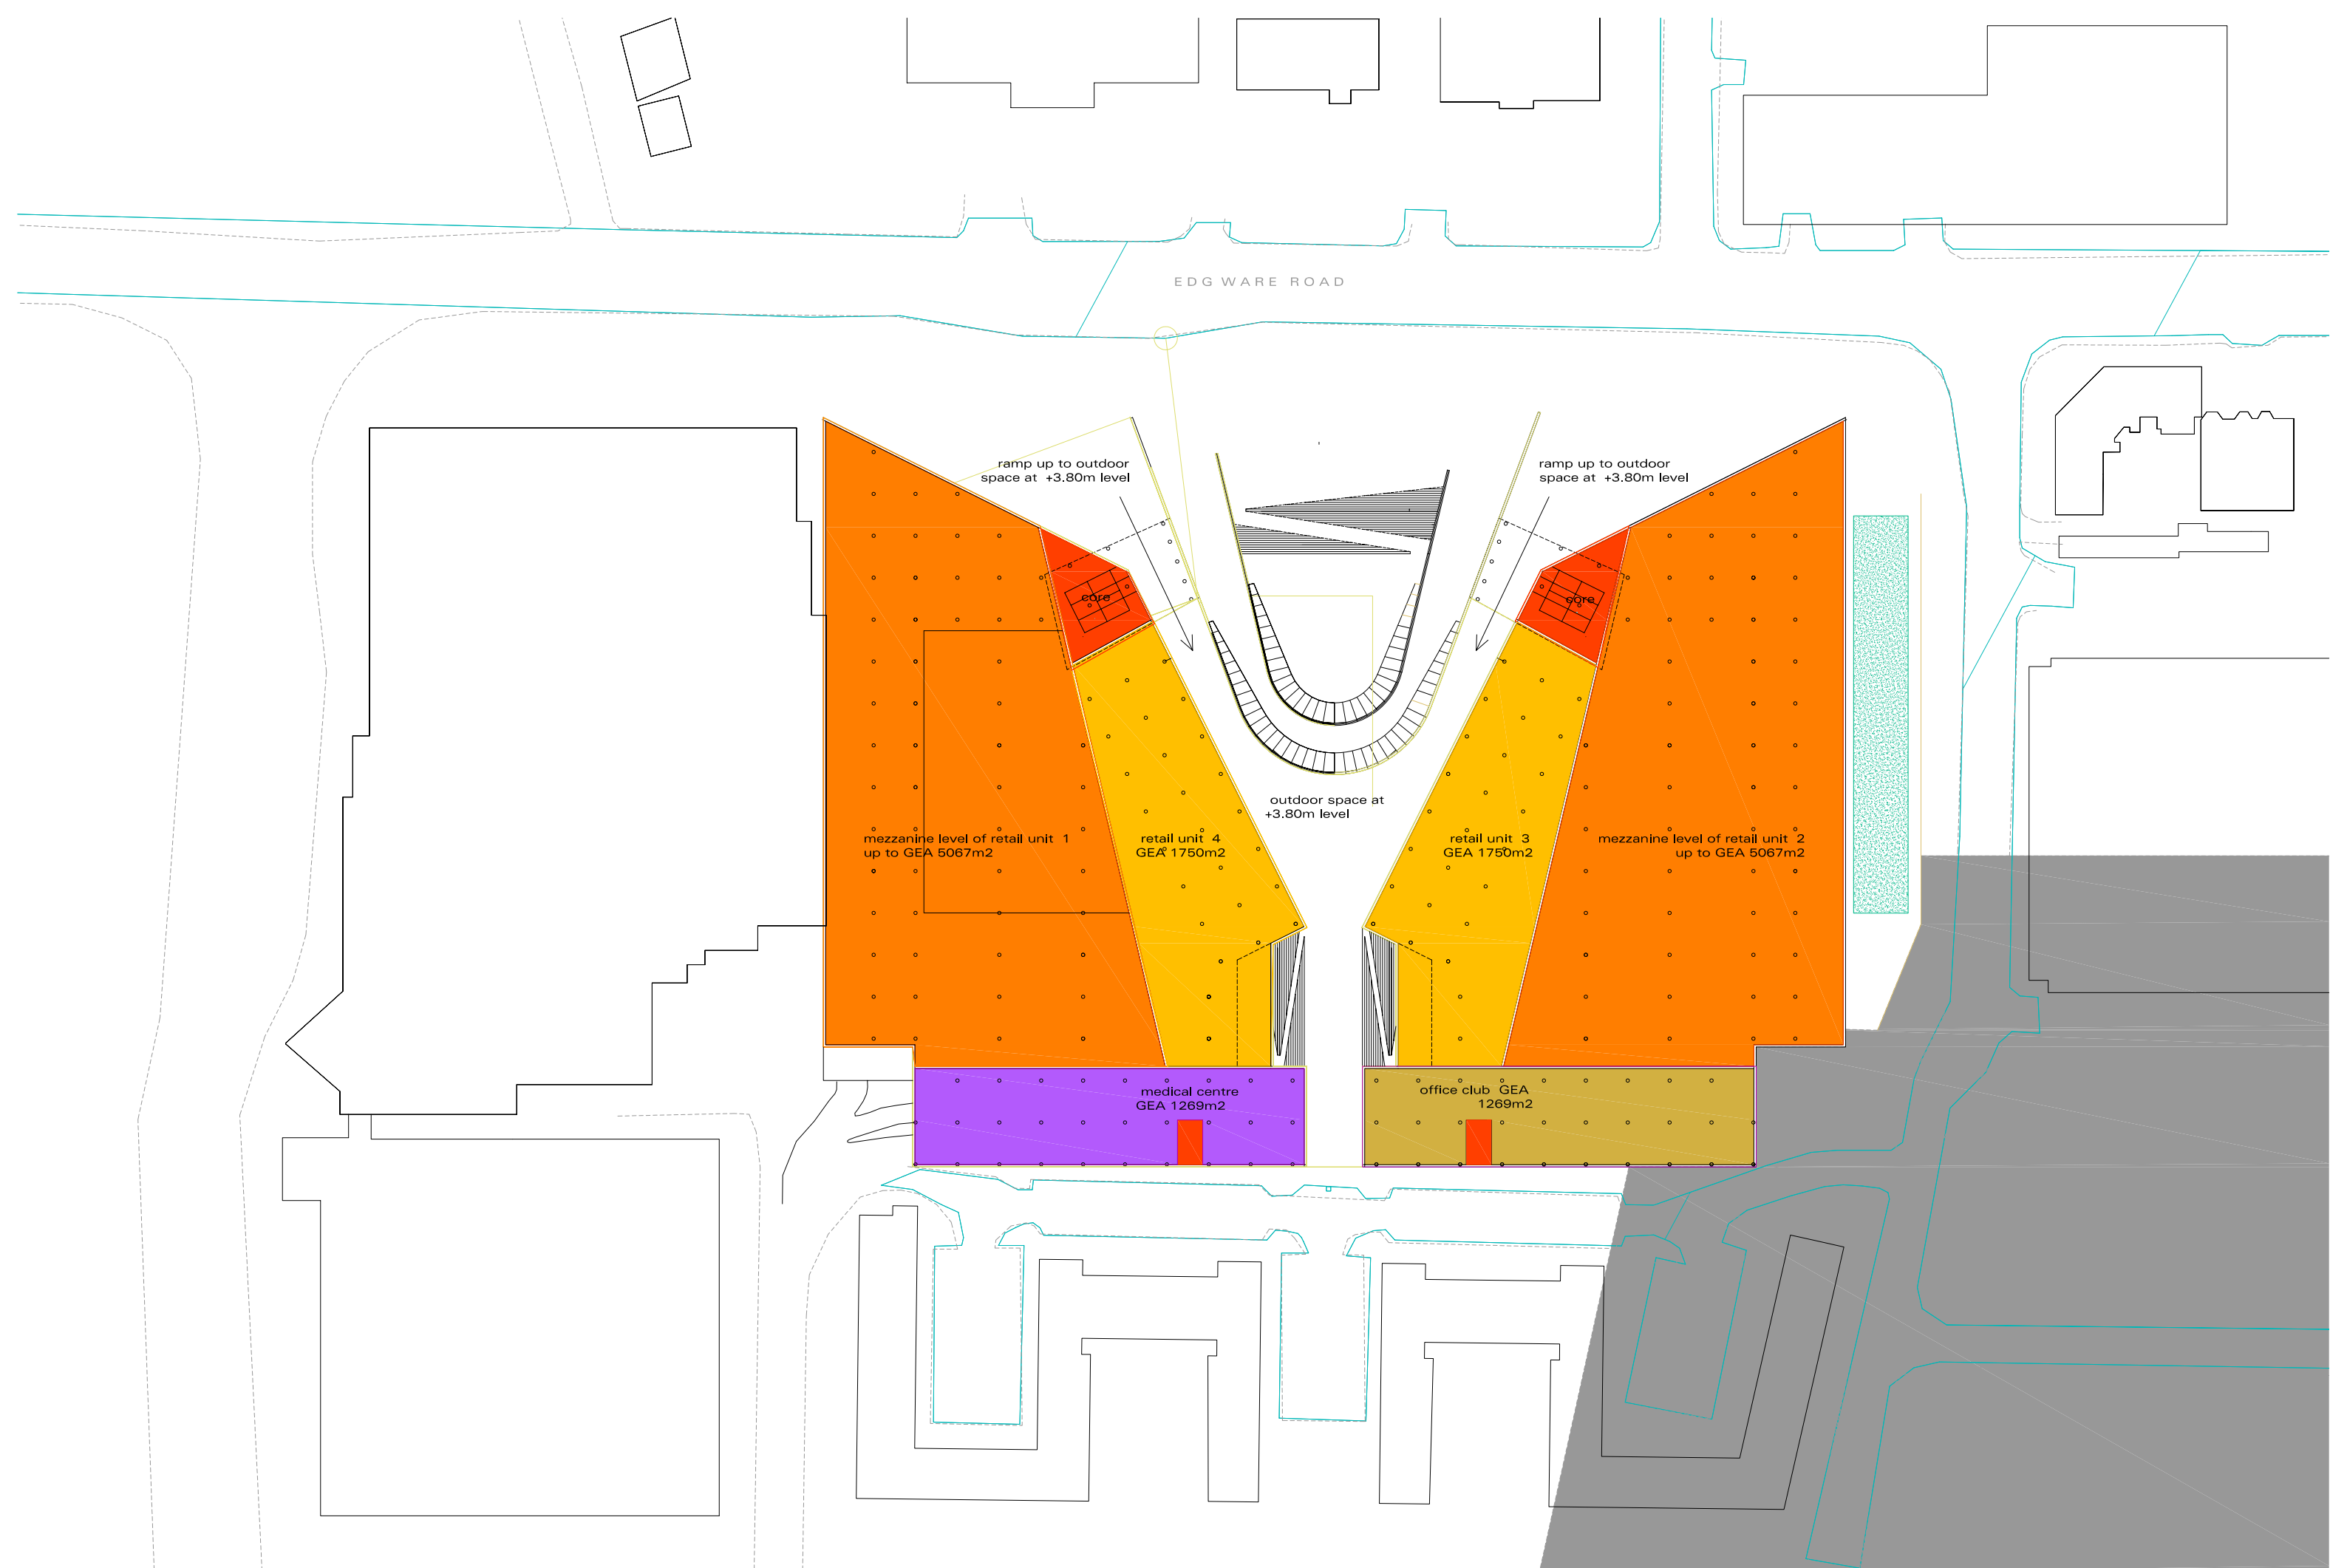 EDGWARE ROAD
ramp up to outdoor
space at +3.80m level
ramp up to outdoor
space at +3.80m level
core
core
outdoor space at
+3.80m level
mezzanine level of retail unit 1
up to GEA 5067m2
retail unit 4
GEA 1750m2
retail unit 3
GEA 1750m2
mezzanine level of retail unit 2
up to GEA 5067m2
medical centre
GEA 1269m2
office club GEA
1269m2